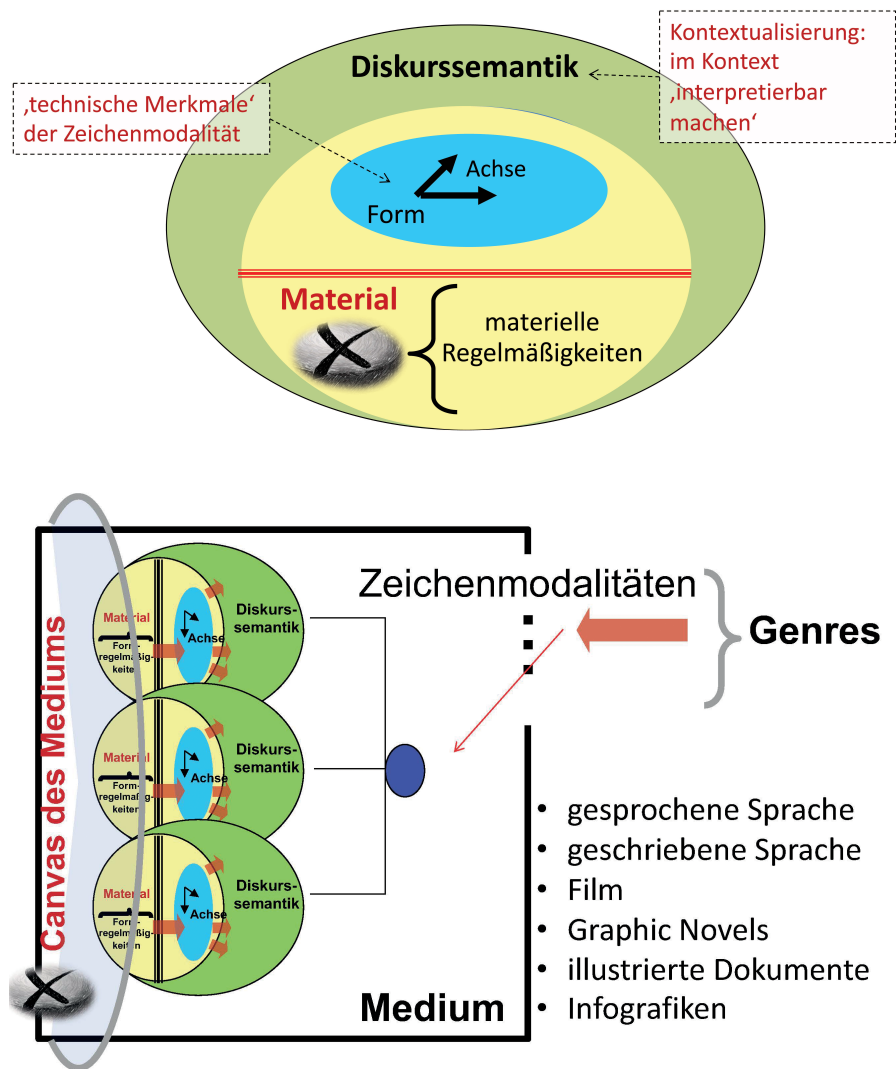 Kontextualisierung:
im Kontext
‚interpretierbar
machen‘
Diskurssemantik
‚technische Merkmale‘
der Zeichenmodalität
Achse
Form
Material
materielle
Regelmäßigkeiten
Zeichenmodalitäten
Genres
Canvas des Mediums
Material
Form-
regelmäßig-
keiten
Achse
Diskurs-
semantik
Material
Form-
regelmäßig-
keiten
Achse
Diskurs-
semantik
Material
Form-
regelmäßig-
keiten
Achse
Diskurs-
semantik
Medium
• gesprochene Sprache
• geschriebene Sprache
• Film
• Graphic Novels
• illustrierte Dokumente
• Infografiken